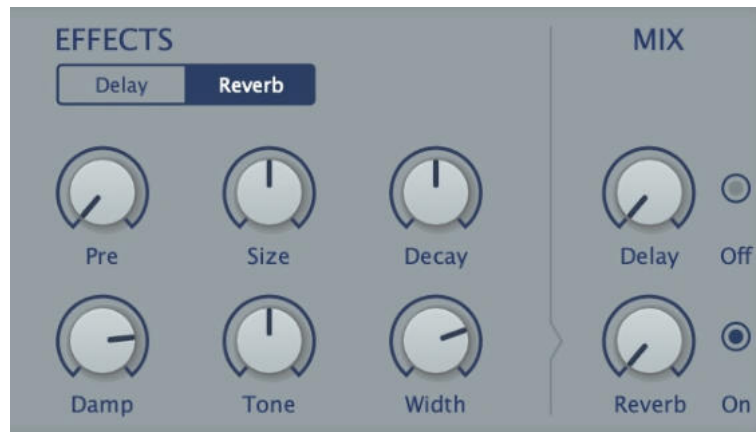 EFFECTS MIX
Delay Reverb
Pre Size Decay Delay Off
Damp Tone Width Reverb On